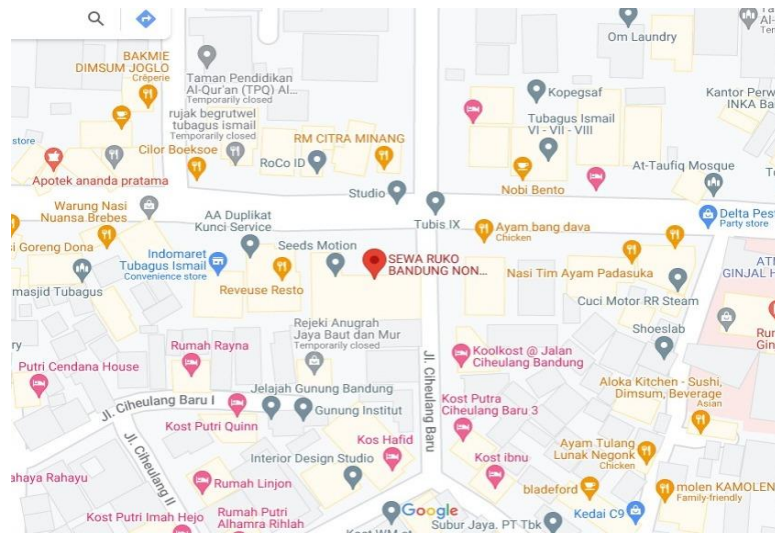 Om Laundry
BAKMIE
DIMSUM JOGLO
Crêperie
Taman Pendidikan
Al-Qur'an (TPQ) Al...
Temporarily closed
Kopegsaf
Kantor Perw
INKA Ba
rujak begrutwel
tubagus ismail
Temporarily closed
Tubagus Ismail
VI - VII - VIII
store
Cilor Boeksoe
RM CITRA MINANG
RoCo ID
At-Taufiq Mosque
Apotek ananda pratama
Studio
Nobi Bento
Warung Nasi
Nuansa Brebes
AA Duplikat
Kunci Service
Tubis IX
Ayam bang dava
Chicken
Delta Pest
Party store
si Goreng Dona
Indomaret
Tubagus Ismail
Convenience store
Seeds Motion
SEWA RUKO
BANDUNG NON...
Nasi Tim Ayam Padasuka
ATM
GINJAL H
masjid Tubagus
Reveuse Resto
Cuci Motor RR Steam
Rejeki Anugrah
Jaya Baut dan Mur
Temporarily closed
Shoeslab
Rum
Gin
ry
Rumah Rayna
Jl. Ciheulang Baru
Koolkost @ Jalan
Ciheulang Bandung
Putri Cendana House
Jelajah Gunung Bandung
Aloka Kitchen - Sushi,
Dimsum, Beverage
Asian
Jl. Ciheulang Baru I
Gunung Institut
Kost Putra
Ciheulang Baru 3
Kost Putri Quinn
Jl. Ciheulang II
Kos Hafid
Ayam Tulang
Lunak Negonk
Chicken
Interior Design Studio
Kost ibnu
ahaya Rahayu
Rumah Linjon
bladeford
molen KAMOLEN
Family-friendly
Kost Putri Imah Hejo
Rumah Putri
Alhamra Rihlah
Google
Subur Jaya. PT Tbk
Kedai C9